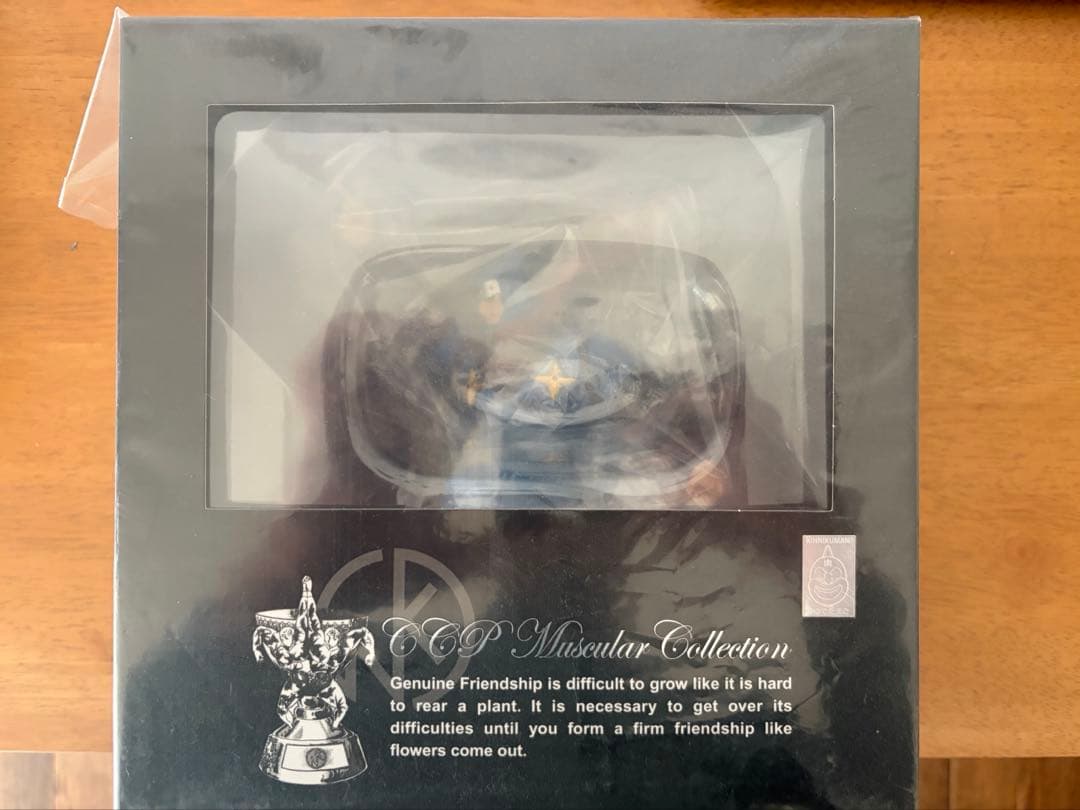 KINNIKUMAN
CCP Muscular Collection
Genuine Friendship is difficult to grow like it is hard
to rear a plant. It is necessary to get over its
difficulties until you form a firm friendship like
flowers come out.